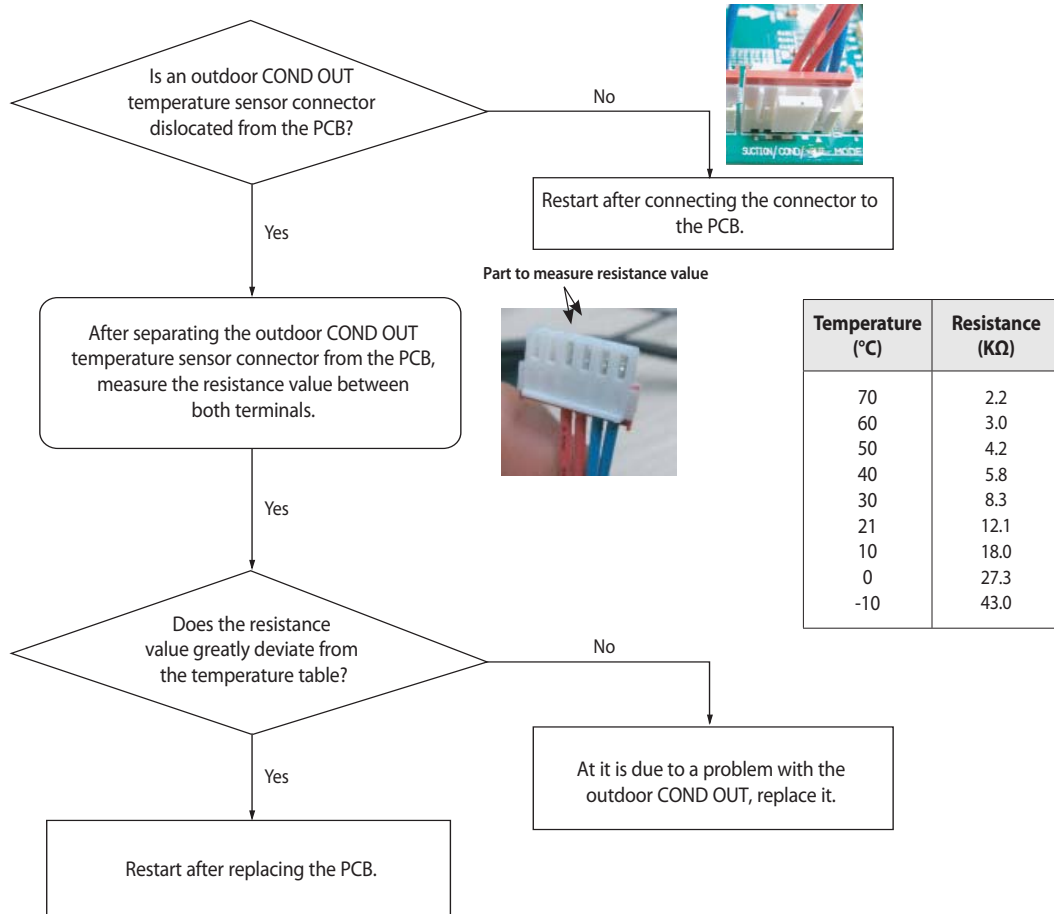 Is an outdoor COND OUT
temperature sensor connector
dislocated from the PCB?
No
SUCTION/COND/
MODE
Restart after connecting the connector to
the PCB.
Yes
Part to measure resistance value
After separating the outdoor COND OUT
temperature sensor connector from the PCB,
measure the resistance value between
both terminals.
Temperature Resistance
(°C) (KΩ)
70 2.2
60 3.0
50 4.2
40 5.8
30 8.3
21 12.1
10 18.0
0 27.3
-10 43.0
Yes
Does the resistance
value greatly deviate from
the temperature table?
No
At it is due to a problem with the
outdoor COND OUT, replace it.
Yes
Restart after replacing the PCB.